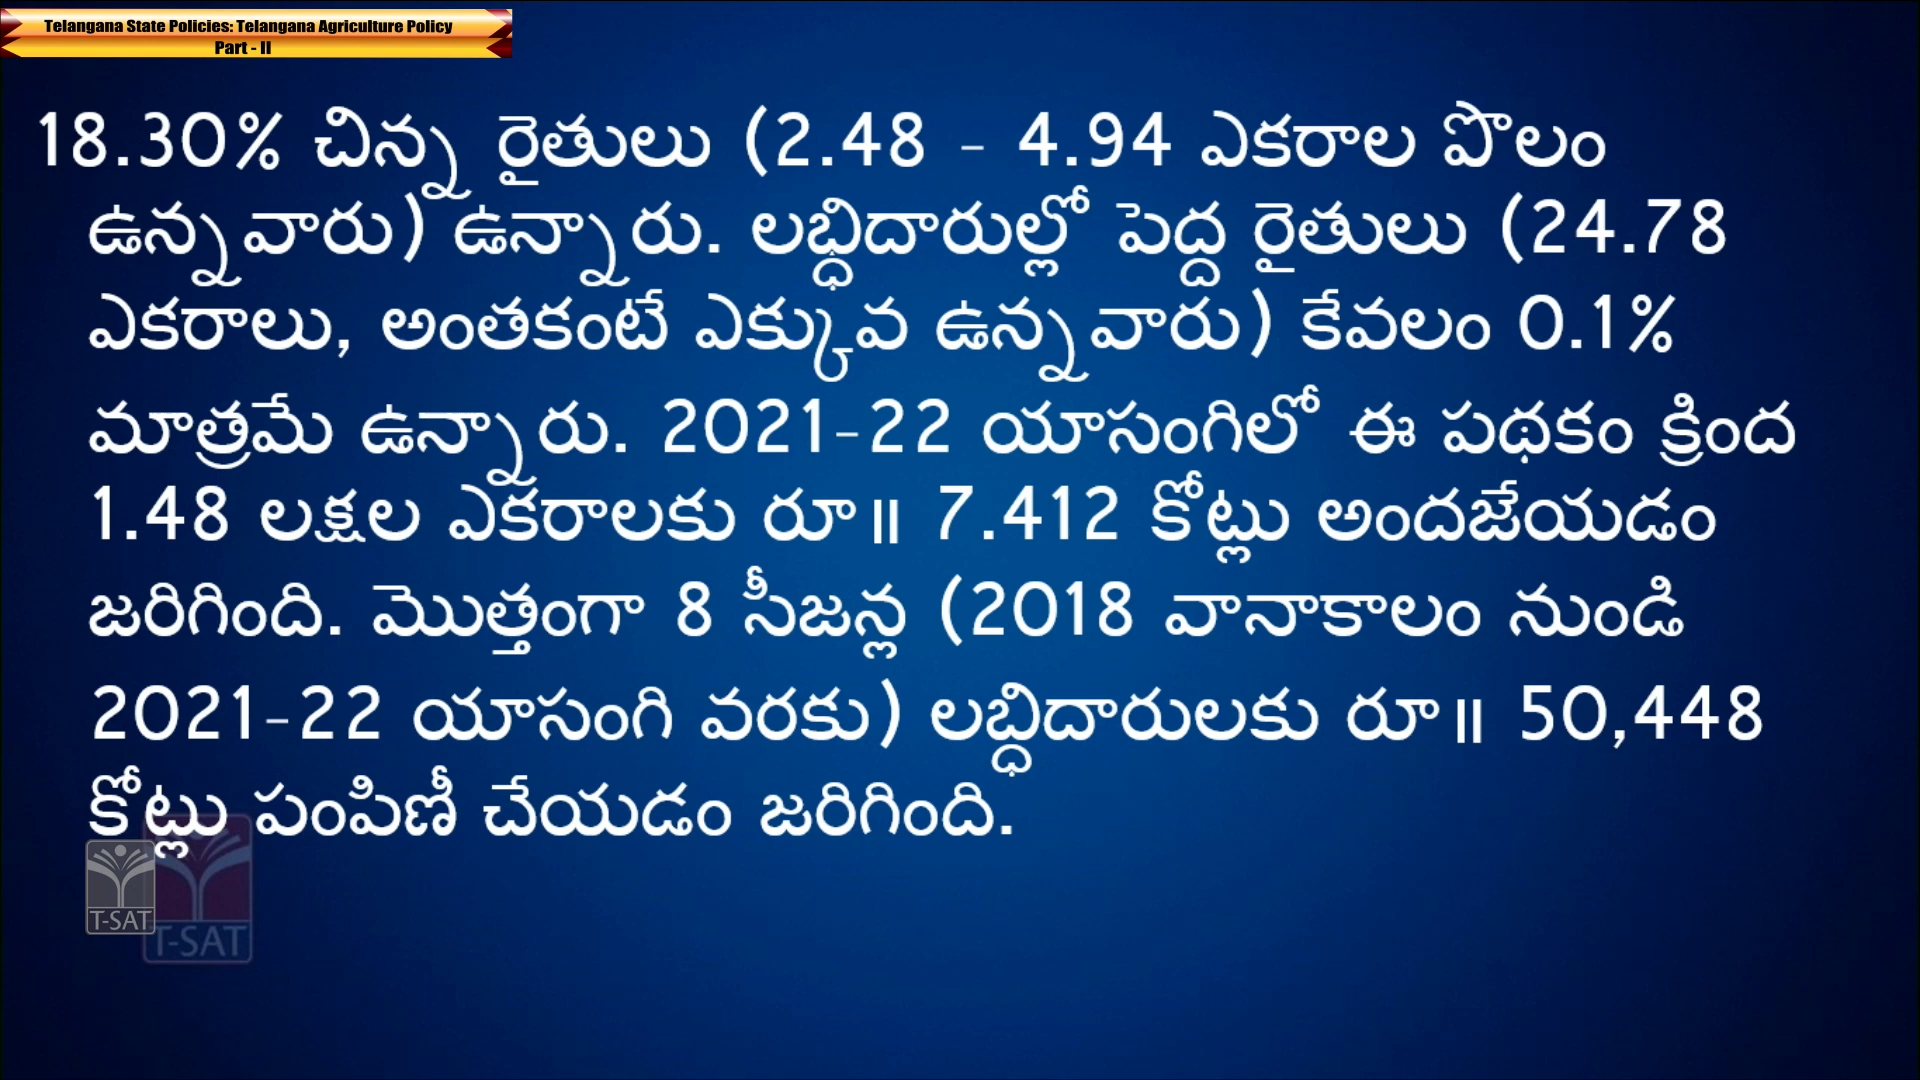 Telangana State Policies: Telangana Agriculture Policy
Part - II
18.30% చిన్న రైతులు (2.48 - 4.94 ఎకరాల పొలం
ఉన్నవారు) ఉన్నారు. లబ్ధిదారుల్లో పెద్ద రైతులు (24.78
ఎకరాలు, అంతకంటే ఎక్కువ ఉన్నవారు) కేవలం 0.1%
మాత్రమే ఉన్నారు. 2021-22 యాసంగిలో ఈ పథకం క్రింద
1.48 లక్షల ఎకరాలకు రూ॥ 7.412 కోట్లు అందజేయడం
జరిగింది. మొత్తంగా 8 సీజన్ల (2018 వానాకాలం నుండి
2021-22 యాసంగి వరకు) లబ్ధిదారులకు రూ॥ 50,448
కోట్లు పంపిణీ చేయడం జరిగింది.
T-SAT
T-SAT